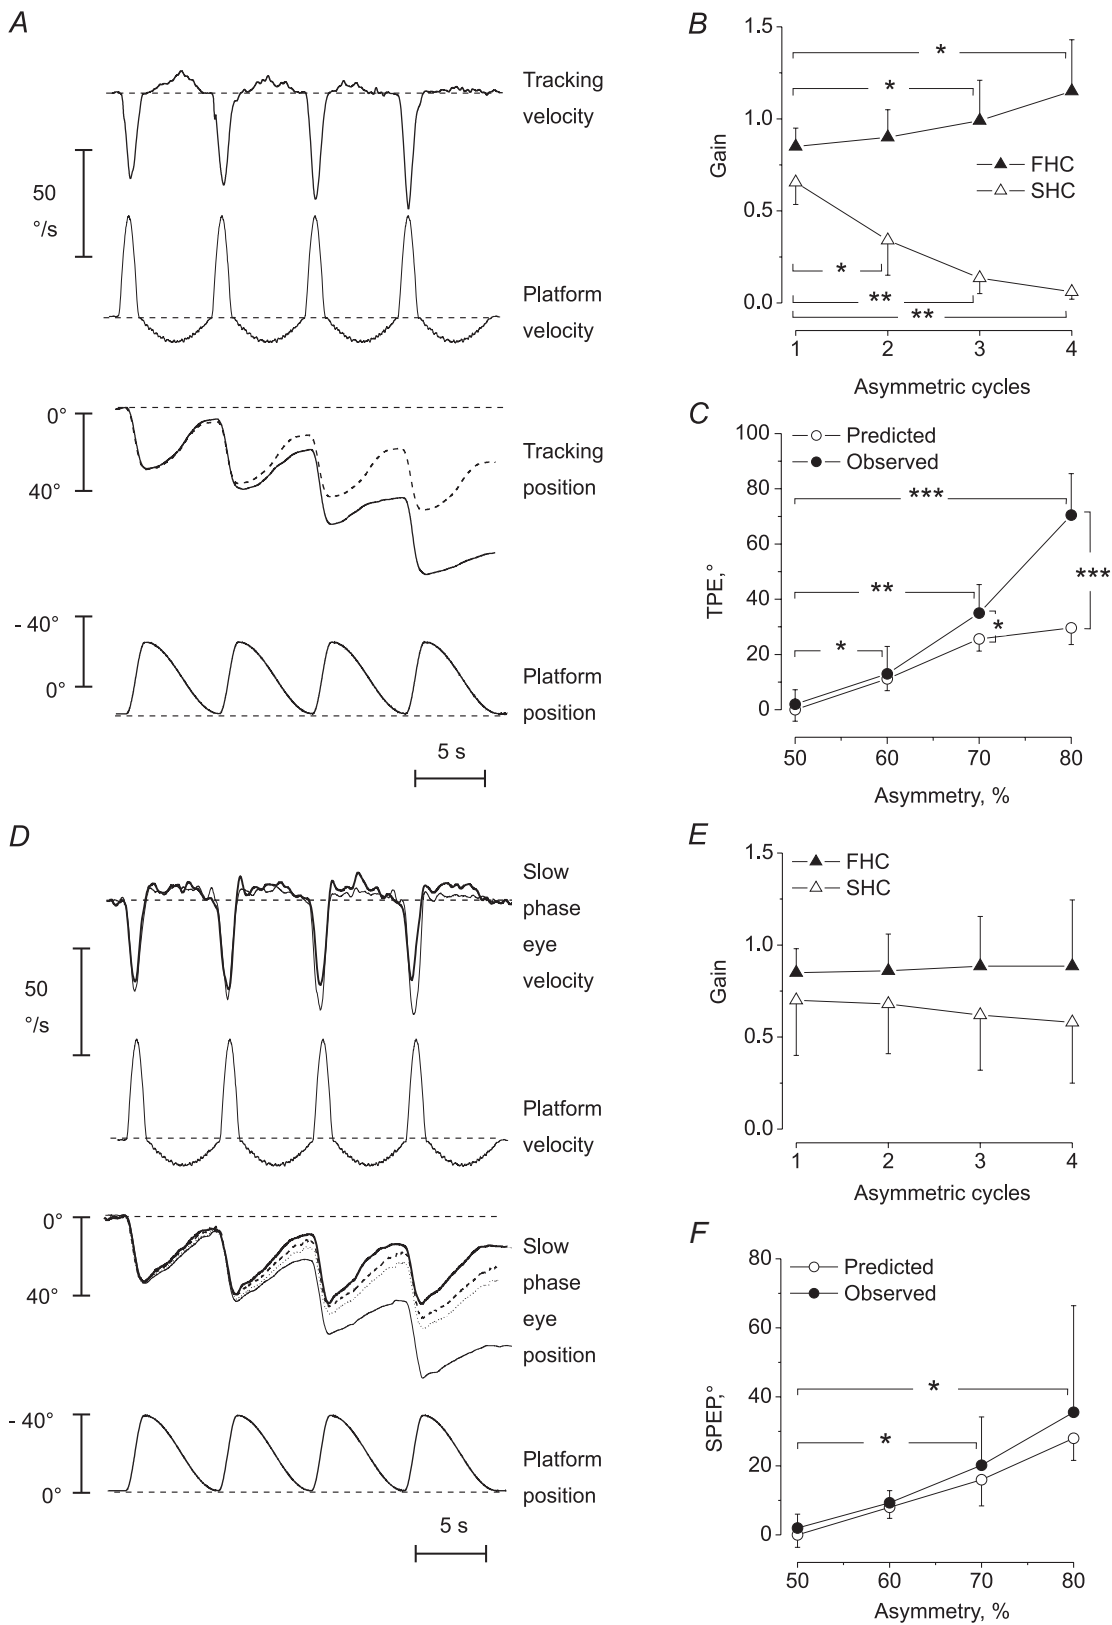 A
Tracking
velocity
50
°/s
Platform
velocity
0°
40°
Tracking
position
- 40°
0°
Platform
position
5 s
B
1.5
1.0
0.5
0.0
Gain
*
*
FHC
SHC
*
**
**
1 2 3 4
Asymmetric cycles
C
100
80
60
40
20
0
TPE,°
Predicted
Observed
***
**
*
*
***
50 60 70 80
Asymmetry, %
D
Slow
phase
eye
velocity
50
°/s
Platform
velocity
0°
40°
Slow
phase
eye
position
- 40°
0°
Platform
position
5 s
E
1.5
1.0
0.5
0.0
Gain
FHC
SHC
1 2 3 4
Asymmetric cycles
F
80
60
40
20
0
SPEP,°
Predicted
Observed
*
*
50 60 70 80
Asymmetry, %